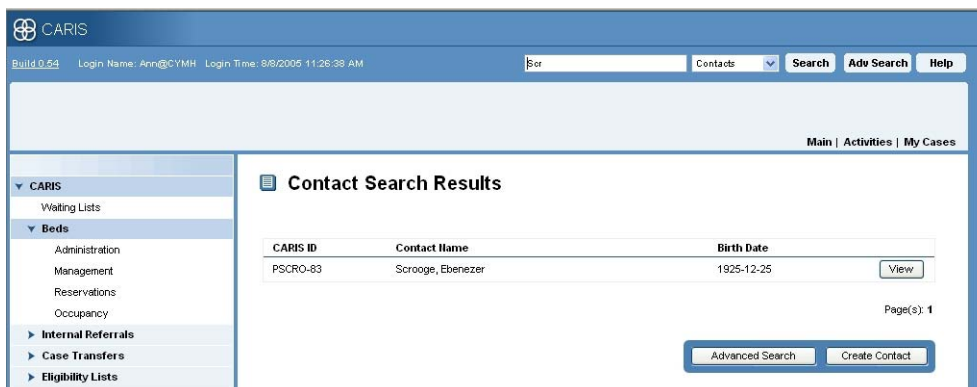 CARIS
Build 0.54 Login Name: Ann@CYMH Login Time: 8/8/2005 11:26:38 AM Scr Contacts Search Adv Search Help
Main | Activities | My Cases
CARIS
Waiting Lists
Beds
Administration
Management
Reservations
Occupancy
Internal Referrals
Case Transfers
Eligibility Lists
Contact Search Results
CARIS ID Contact Name Birth Date
PSCRO-83 Scrooge, Ebenezer 1925-12-25 View
Page(s): 1
Advanced Search Create Contact